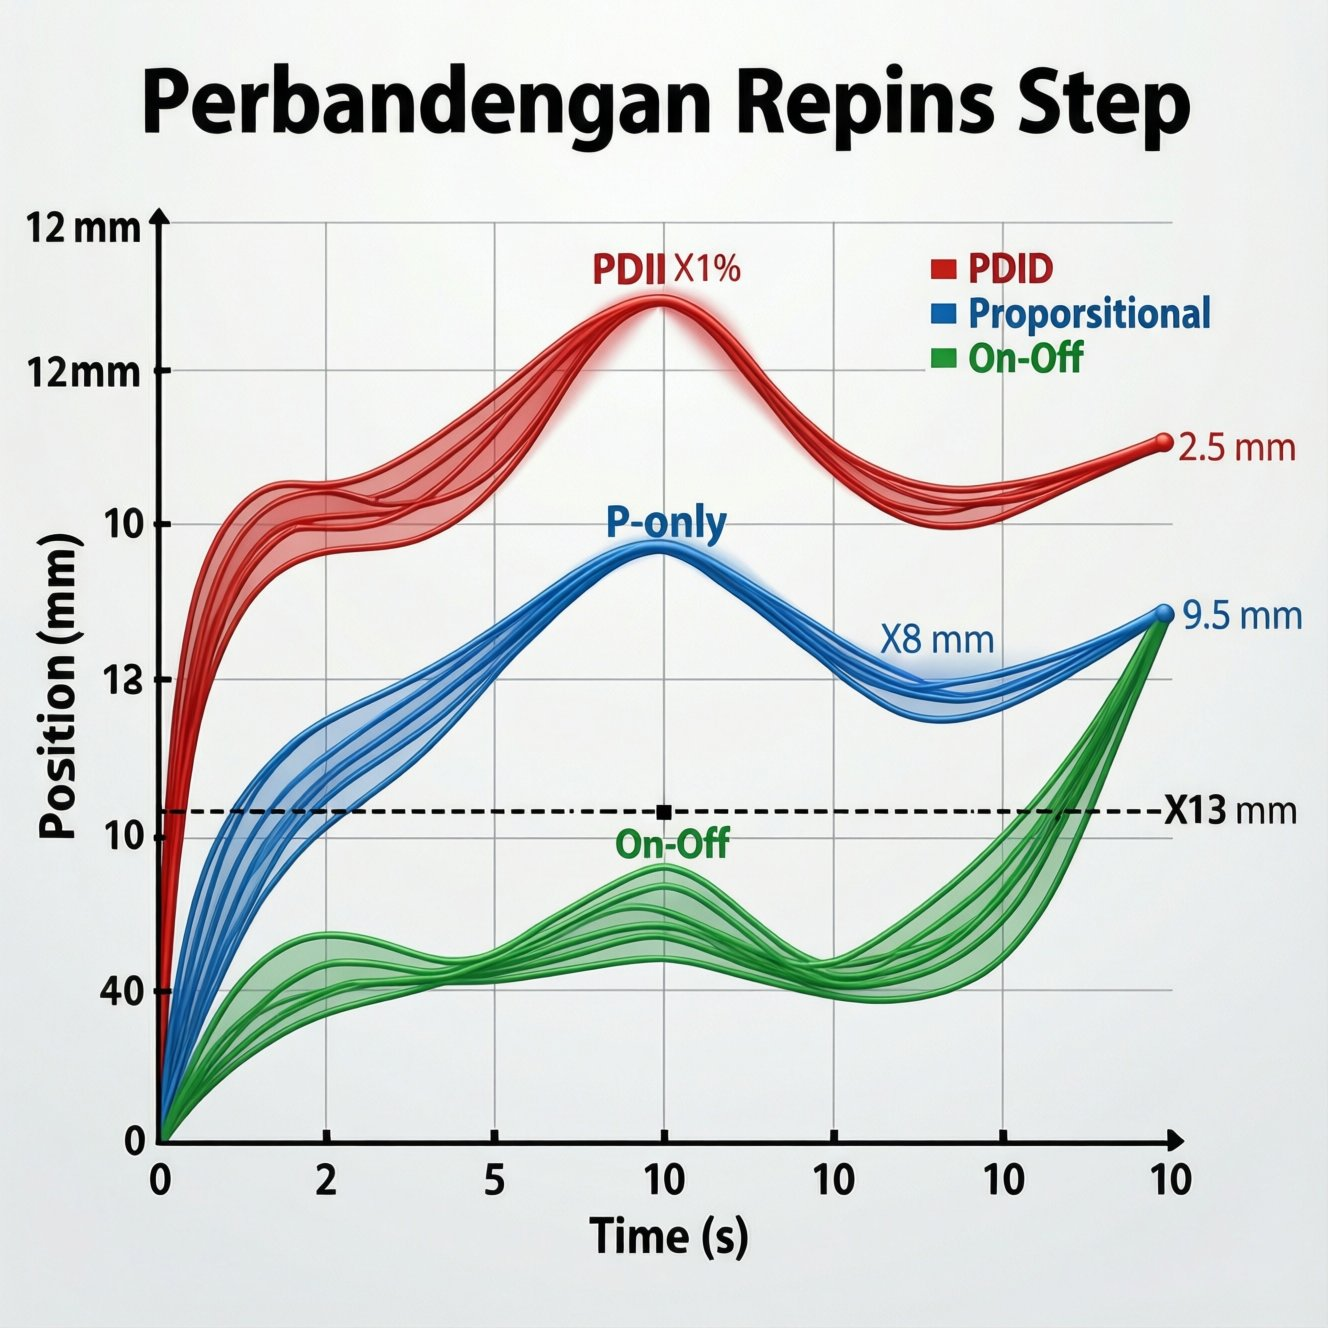 Perbandengan Repins Step
12 mm
PDII X1%
PDID
Proporsitional
On-Off
12mm
2.5 mm
10
P-only
9.5 mm
X8 mm
13
Position (mm)
X13 mm
10
On-Off
40
0
0 2 5 10 10 10 10
Time (s)